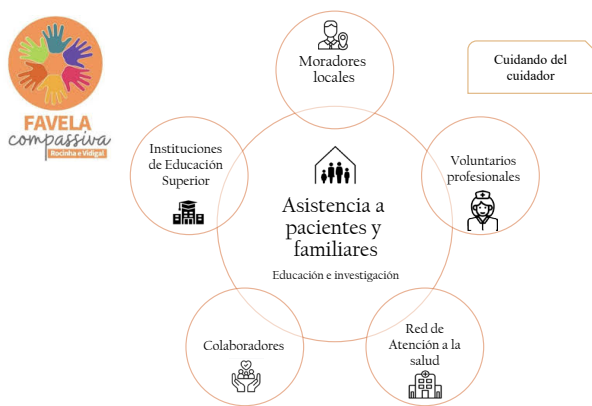 FAVELA
compassiva
Rocinha e Vidigal
Moradores
locales
Cuidando del
cuidador
Instituciones
de Educación
Superior
Voluntarios
profesionales
Asistencia a
pacientes y
familiares
Educación e investigación
Colaboradores
Red de
Atención a la
salud